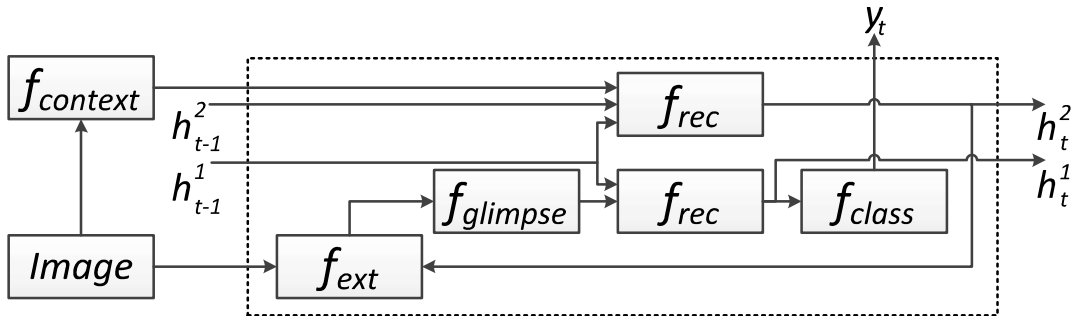 y_t
f_context
f_rec
h^2_{t-1}
h^2_t
h^1_{t-1}
h^1_t
f_glimpse
f_rec
f_class
Image
f_ext